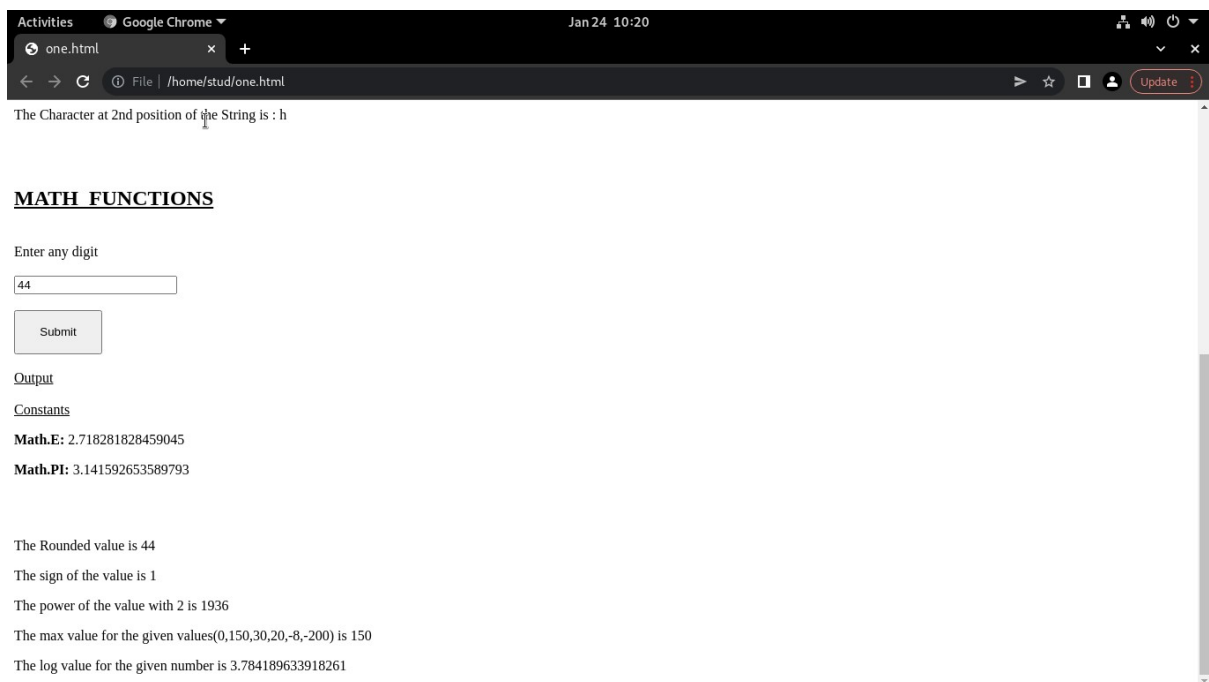 Activities Google Chrome Jan 24 10:20
one.html
File /home/stud/one.html Update
The Character at 2nd position of the String is : h
MATH FUNCTIONS
Enter any digit
44
Submit
Output
Constants
Math.E: 2.718281828459045
Math.PI: 3.141592653589793
The Rounded value is 44
The sign of the value is 1
The power of the value with 2 is 1936
The max value for the given values(0,150,30,20,-8,-200) is 150
The log value for the given number is 3.784189633918261